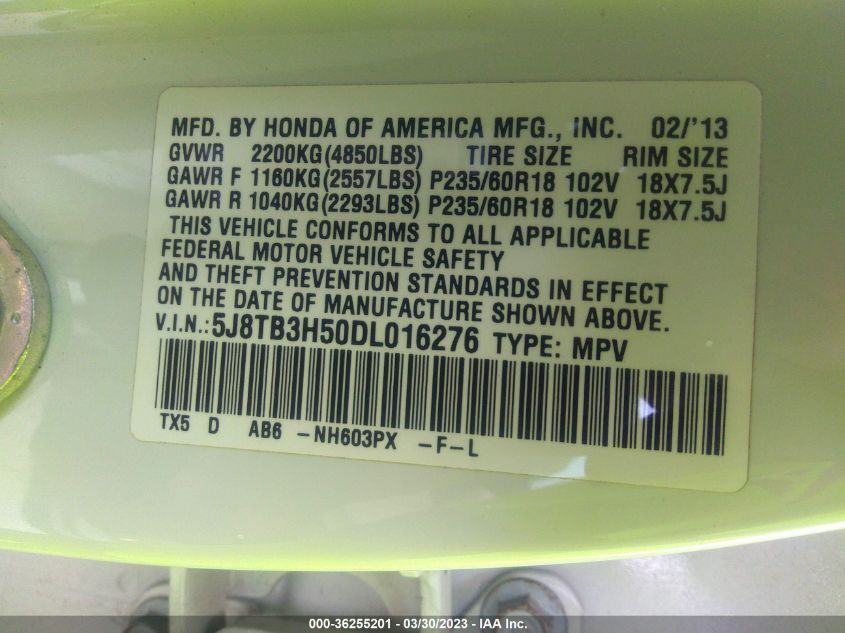 MFD. BY HONDA OF AMERICA MFG., INC. 02/'13
GVWR 2200KG(4850LBS) TIRE SIZE RIM SIZE
GAWR F 1160KG(2557LBS) P235/60R18 102V 18X7.5J
GAWR R 1040KG(2293LBS) P235/60R18 102V 18X7.5J
THIS VEHICLE CONFORMS TO ALL APPLICABLE
FEDERAL MOTOR VEHICLE SAFETY
AND THEFT PREVENTION STANDARDS IN EFFECT
ON THE DATE OF MANUFACTURE SHOWN ABOVE.
V.I.N.:5J8TB3H50DL016276 TYPE: MPV
TX5 D AB6 -NH603PX -F-L
000-36255201 - 03/30/2023 - IAA Inc.